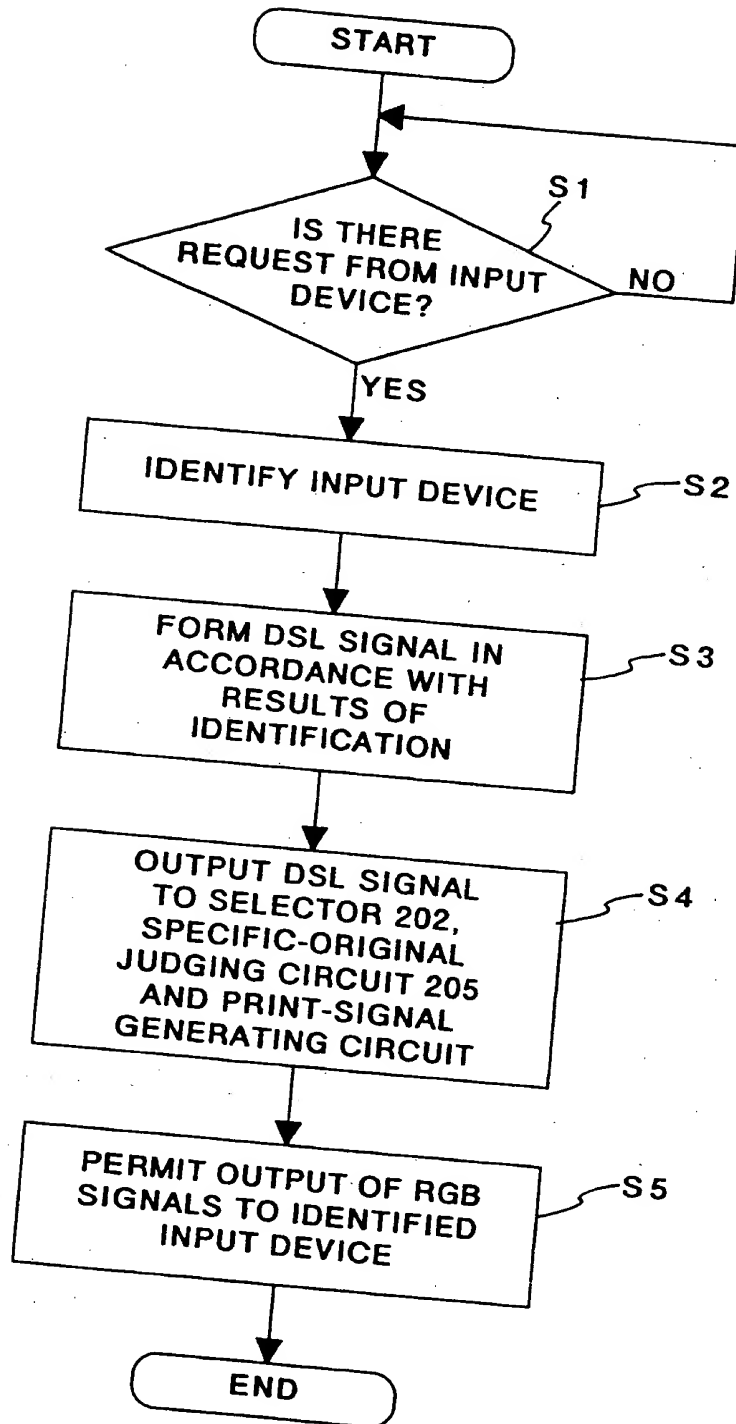 START
S1
IS THERE
REQUEST FROM INPUT
DEVICE?
NO
YES
IDENTIFY INPUT DEVICE
S2
FORM DSL SIGNAL IN
ACCORDANCE WITH
RESULTS OF
IDENTIFICATION
S3
OUTPUT DSL SIGNAL
TO SELECTOR 202,
SPECIFIC-ORIGINAL
JUDGING CIRCUIT 205
AND PRINT-SIGNAL
GENERATING CIRCUIT
S4
PERMIT OUTPUT OF RGB
SIGNALS TO IDENTIFIED
INPUT DEVICE
S5
END